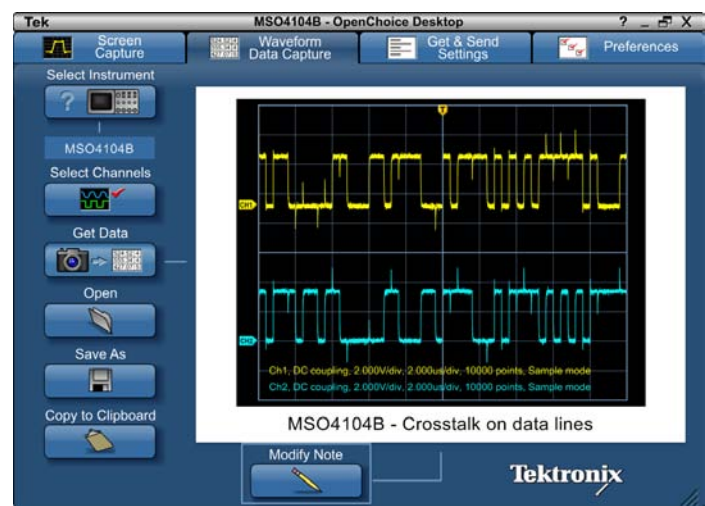 Tek MSO4104B - OpenChoice Desktop ? _ X
Screen Capture
Waveform Data Capture
Get & Send Settings
Preferences
Select Instrument
?
MSO4104B
Select Channels
Get Data
Open
Save As
Copy to Clipboard
T
CH1
CH2
Ch1, DC coupling, 2.000V/div, 2.000us/div, 10000 points, Sample mode
Ch2, DC coupling, 2.000V/div, 2.000us/div, 10000 points, Sample mode
MSO4104B - Crosstalk on data lines
Modify Note
Tektronix